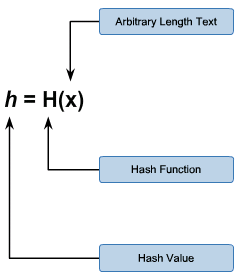 Arbitrary Length Text
h = H(x)
Hash Function
Hash Value